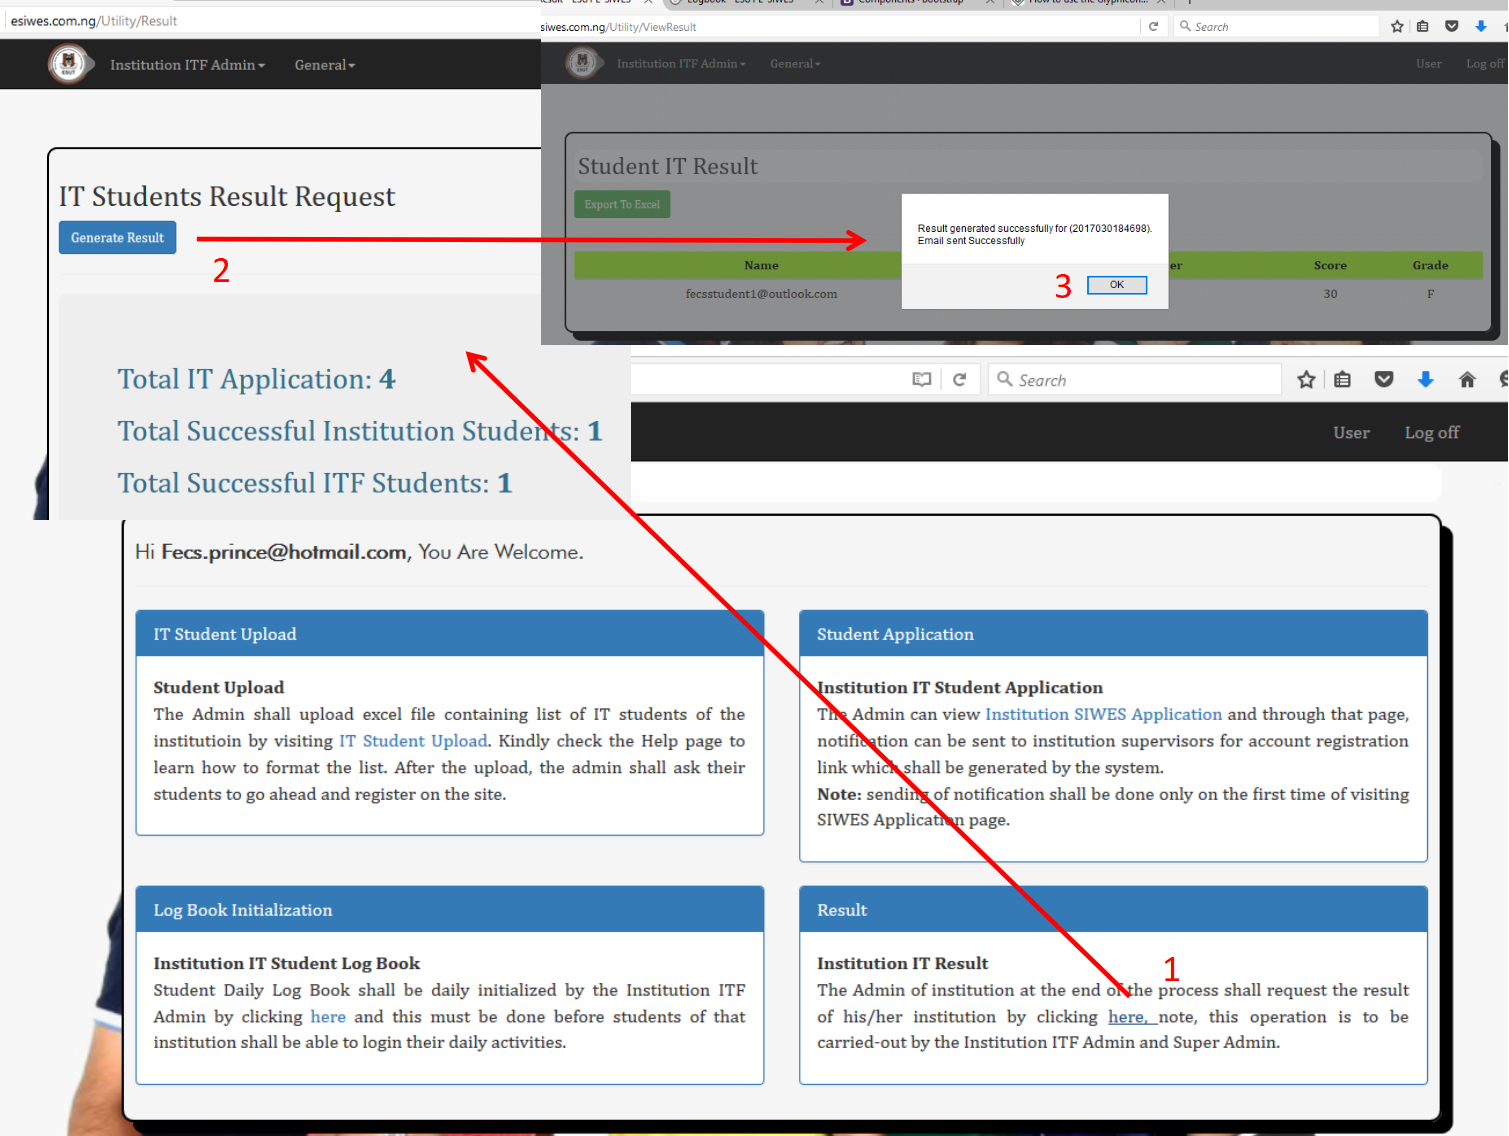 esiwes.com.ng/Utility/Result
Institution ITF Admin General
IT Students Result Request
Generate Result
2
Total IT Application: 4
Total Successful Institution Students: 1
Total Successful ITF Students: 1
siwes.com.ng/Utility/ViewResult
Search
Institution ITF Admin General User Log off
Student IT Result
Export To Excel
Result generated successfully for (2017030184698).
Email sent Successfully
3 OK
Name er Score Grade
fecsstudent1@outlook.com 30 F
Search
User Log off
Hi Fecs.prince@hotmail.com, You Are Welcome.
IT Student Upload
Student Upload
The Admin shall upload excel file containing list of IT students of the
institutioin by visiting IT Student Upload. Kindly check the Help page to
learn how to format the list. After the upload, the admin shall ask their
students to go ahead and register on the site.
Student Application
Institution IT Student Application
The Admin can view Institution SIWES Application and through that page,
notification can be sent to institution supervisors for account registration
link which shall be generated by the system.
Note: sending of notification shall be done only on the first time of visiting
SIWES Application page.
Log Book Initialization
Institution IT Student Log Book
Student Daily Log Book shall be daily initialized by the Institution ITF
Admin by clicking here and this must be done before students of that
institution shall be able to login their daily activities.
Result
Institution IT Result
1
The Admin of institution at the end of the process shall request the result
of his/her institution by clicking here, note, this operation is to be
carried-out by the Institution ITF Admin and Super Admin.